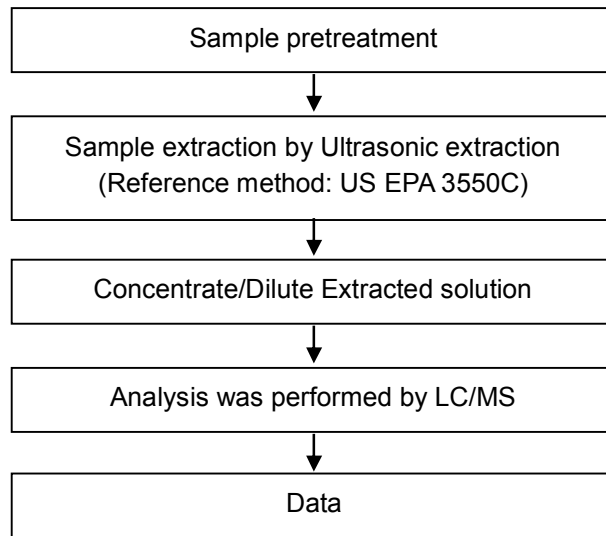 Sample pretreatment
Sample extraction by Ultrasonic extraction
(Reference method: US EPA 3550C)
Concentrate/Dilute Extracted solution
Analysis was performed by LC/MS
Data